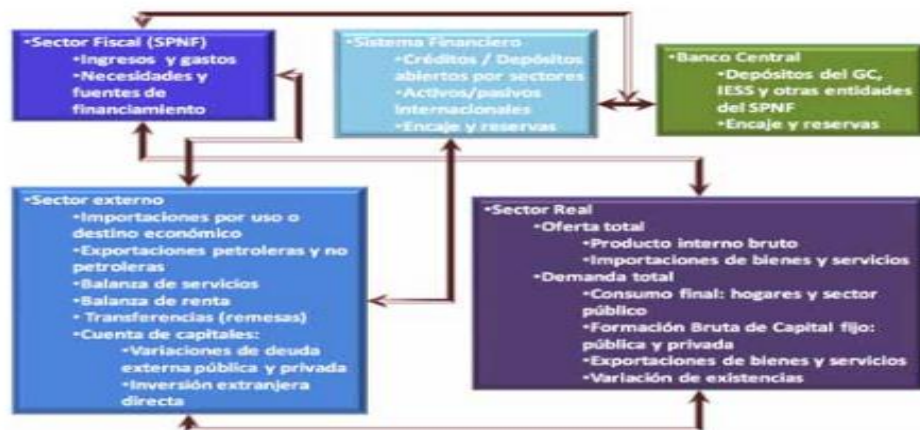 •Sector Fiscal (SPNF)
•Ingresos y gastos
•Necesidades y
fuentes de
financiamiento
•Sistema Financiero
•Créditos / Depósitos
abiertos por sectores
•Activos/pasivos
internacionales
•Encaje y reservas
•Banco Central
•Depósitos del GC,
IESS y otras entidades
del SPNF
•Encaje y reservas
•Sector externo
•Importaciones por uso o
destino económico
•Exportaciones petroleras y no
petroleras
•Balanza de servicios
•Balanza de renta
• Transferencias (remesas)
•Cuenta de capitales:
•Variaciones de deuda
externa pública y privada
•Inversión extranjera
directa
•Sector Real
•Oferta total
•Producto interno bruto
•Importaciones de bienes y servicios
•Demanda total
•Consumo final: hogares y sector
público
•Formación Bruta de Capital fijo:
pública y privada
•Exportaciones de bienes y servicios
•Variación de existencias